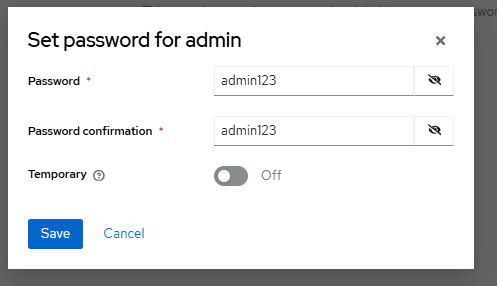 Set password for admin
Password *
admin123
Password confirmation *
admin123
Temporary
Off
Save
Cancel